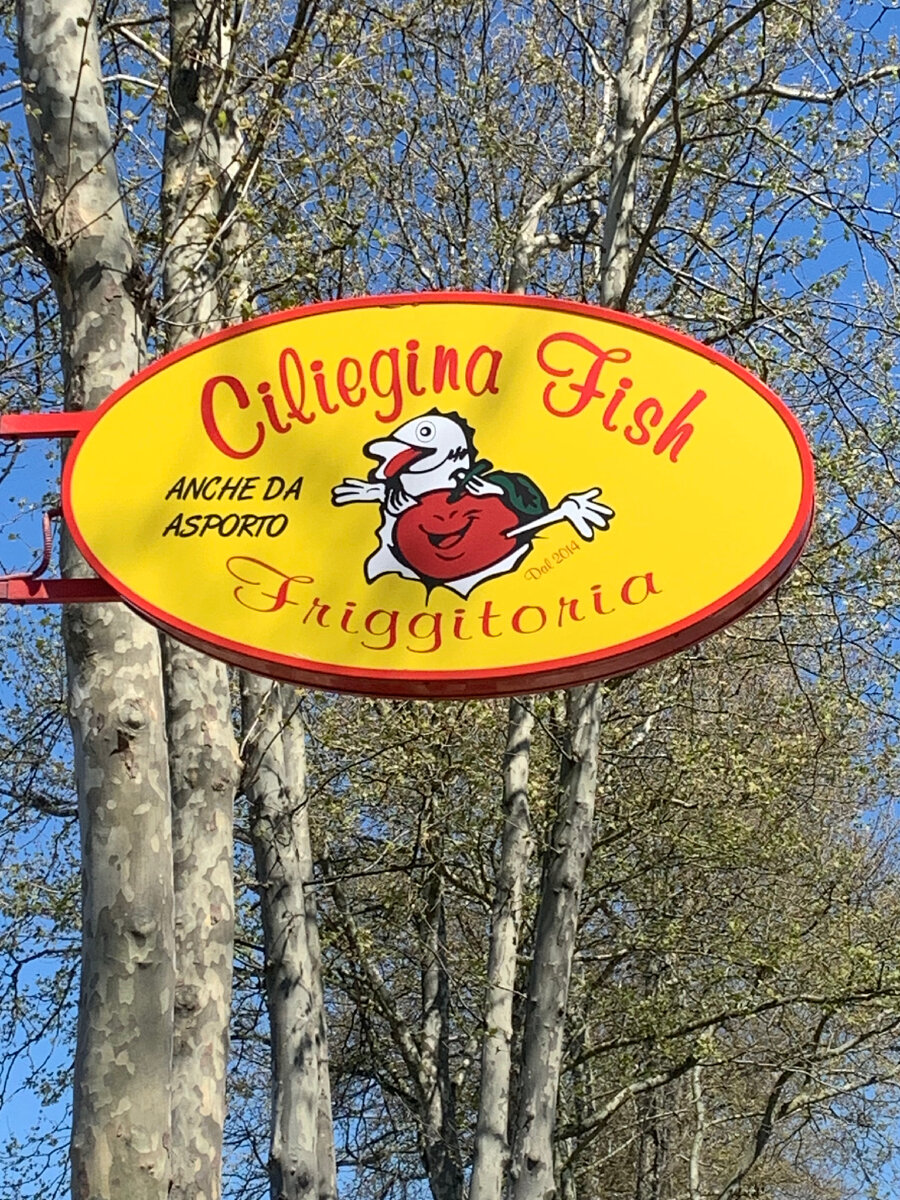 Ciliegina Fish
ANCHE DA
ASPORTO
Dal 2014
Friggitoria